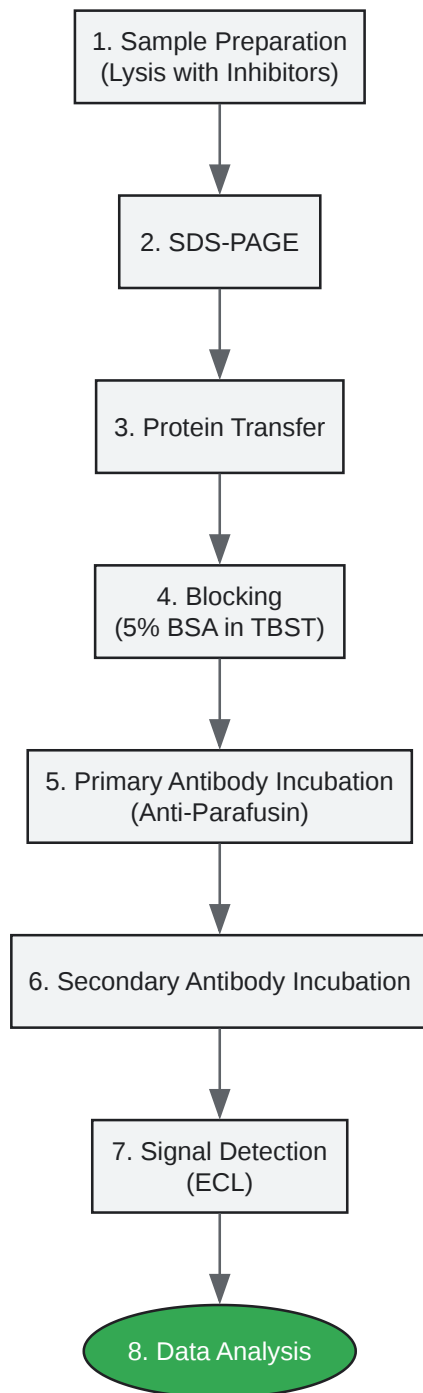 1. Sample Preparation
(Lysis with Inhibitors)
2. SDS-PAGE
3. Protein Transfer
4. Blocking
(5% BSA in TBST)
5. Primary Antibody Incubation
(Anti-Parafusin)
6. Secondary Antibody Incubation
7. Signal Detection
(ECL)
8. Data Analysis